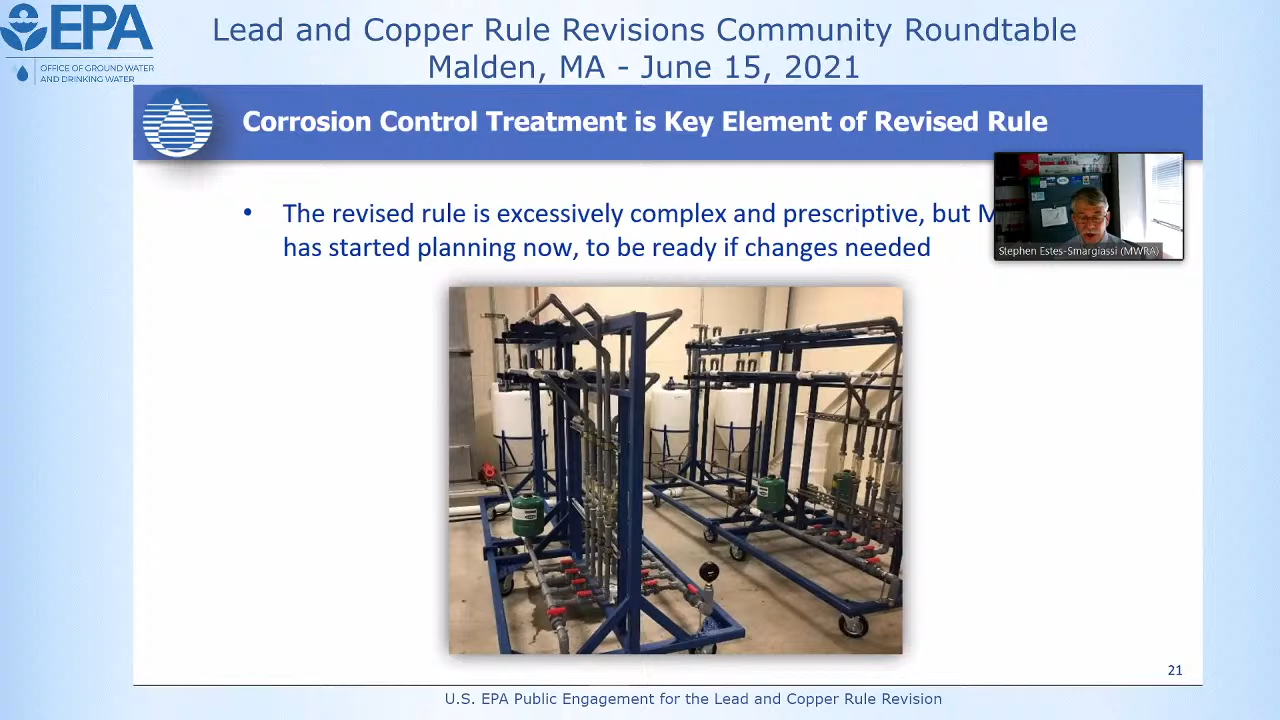 EPA
OFFICE OF GROUND WATER
AND DRINKING WATER
Lead and Copper Rule Revisions Community Roundtable
Malden, MA - June 15, 2021
Corrosion Control Treatment is Key Element of Revised Rule
• The revised rule is excessively complex and prescriptive, but M
has started planning now, to be ready if changes needed
Stephen Estes-Smargiassi (MWRA)
21
U.S. EPA Public Engagement for the Lead and Copper Rule Revision